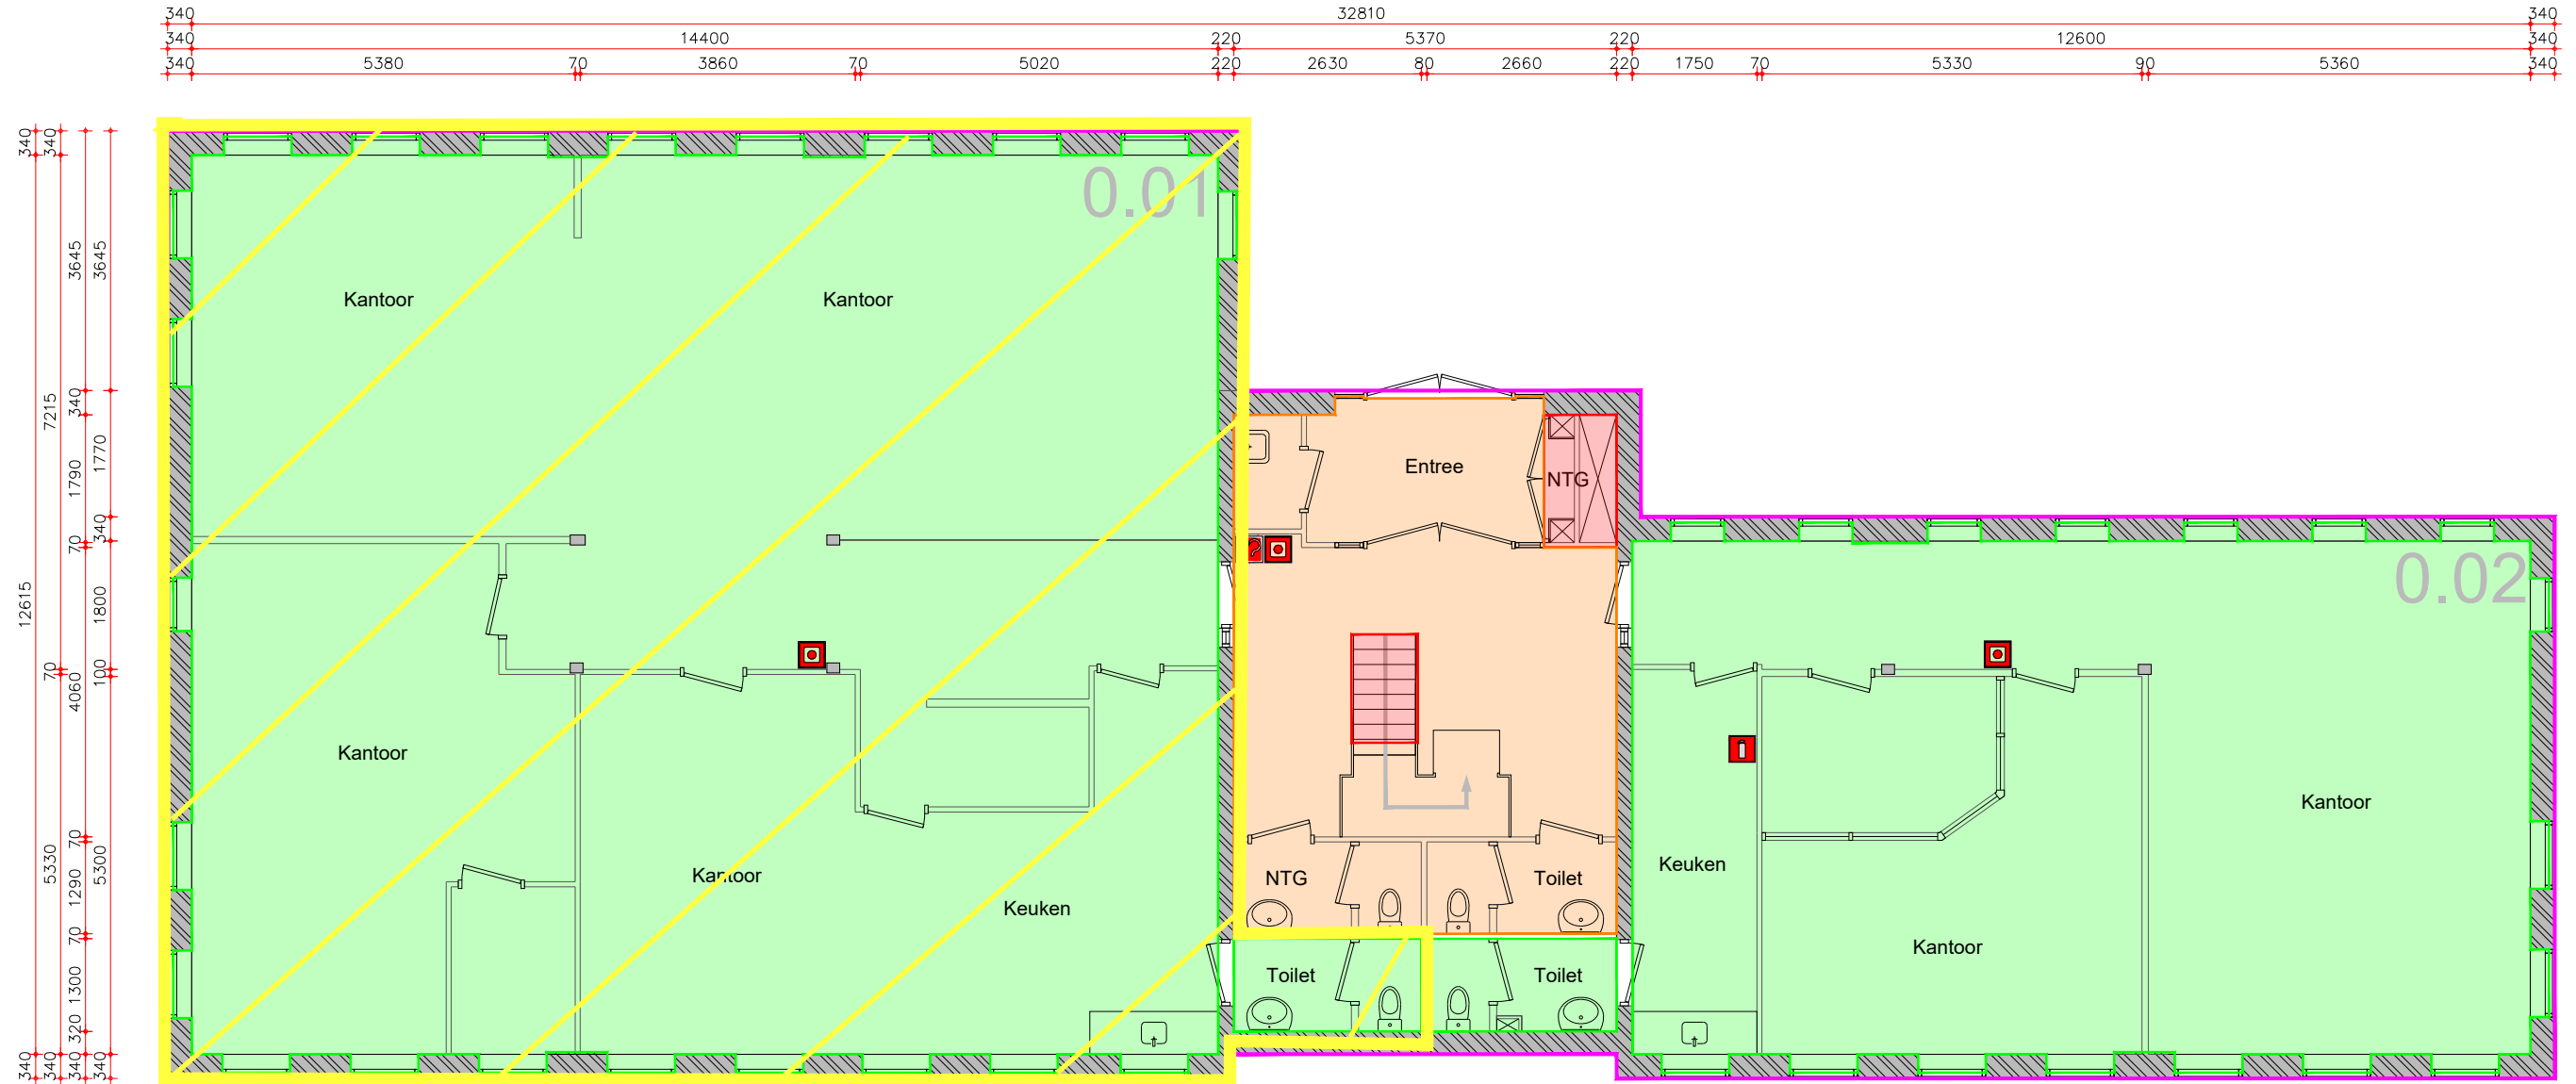 340 32810 340
340 14400 220 5370 220 12600 340
340 5380 70 3860 70 5020 220 2630 80 2660 220 1750 70 5330 90 5360 340
340 12615 340
340 7215 70 5330 340
3645 340 1790 70 4060 70 1290 70 1300 320 340
3645 1770 340 1800 100 5300 340
0.01
Kantoor Kantoor
Entree
NTG
0.02
Kantoor
Kantoor
Keuken
Kantoor
Keuken
NTG Toilet
Kantoor
Toilet Toilet